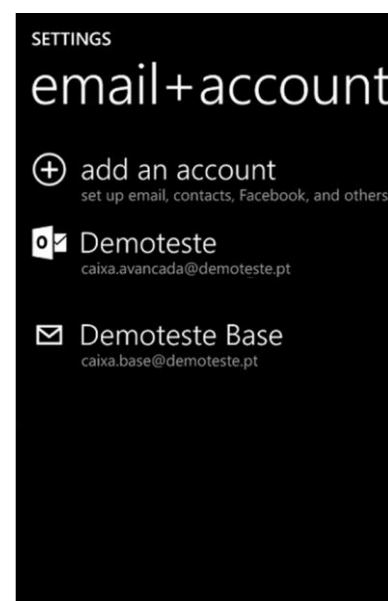 SETTINGS
email+account
add an account
set up email, contacts, Facebook, and others
Demoteste
caixa.avancada@demoteste.pt
Demoteste Base
caixa.base@demoteste.pt